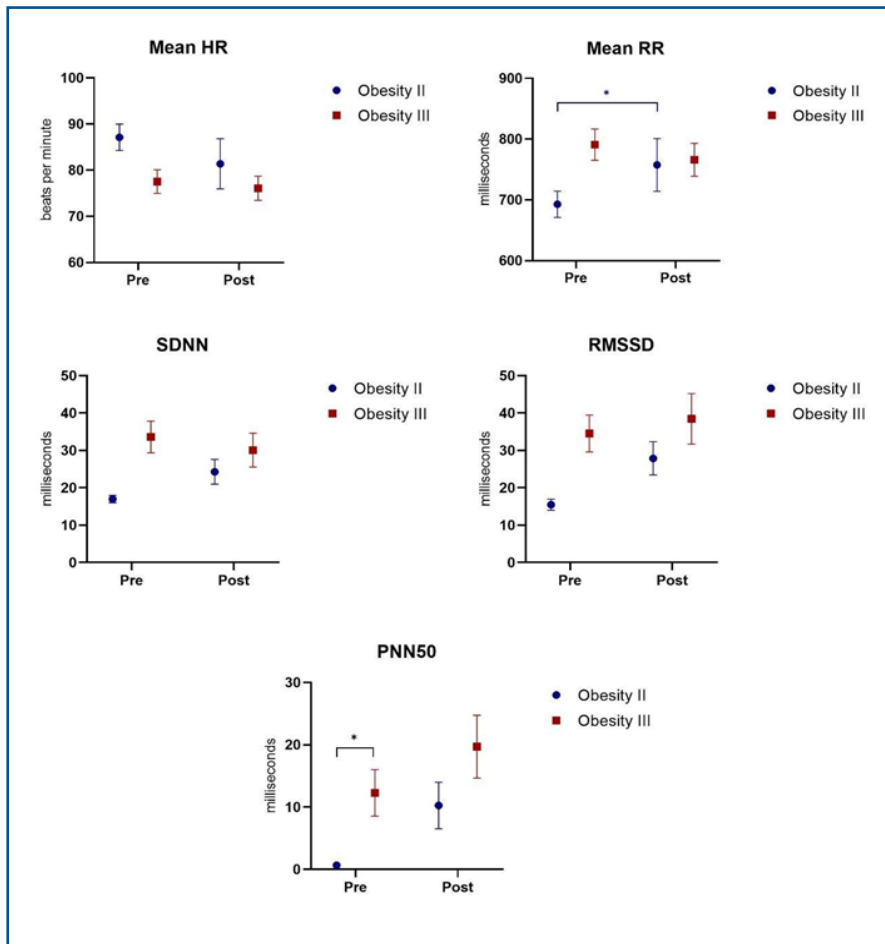 Mean HR
100
90
80
70
60
beats per minute
Pre
Post
Obesity II
Obesity III
Mean RR
*
900
800
700
600
milliseconds
Pre
Post
Obesity II
Obesity III
SDNN
50
40
30
20
10
0
milliseconds
Pre
Post
Obesity II
Obesity III
RMSSD
50
40
30
20
10
0
milliseconds
Pre
Post
Obesity II
Obesity III
PNN50
*
30
20
10
0
milliseconds
Pre
Post
Obesity II
Obesity III